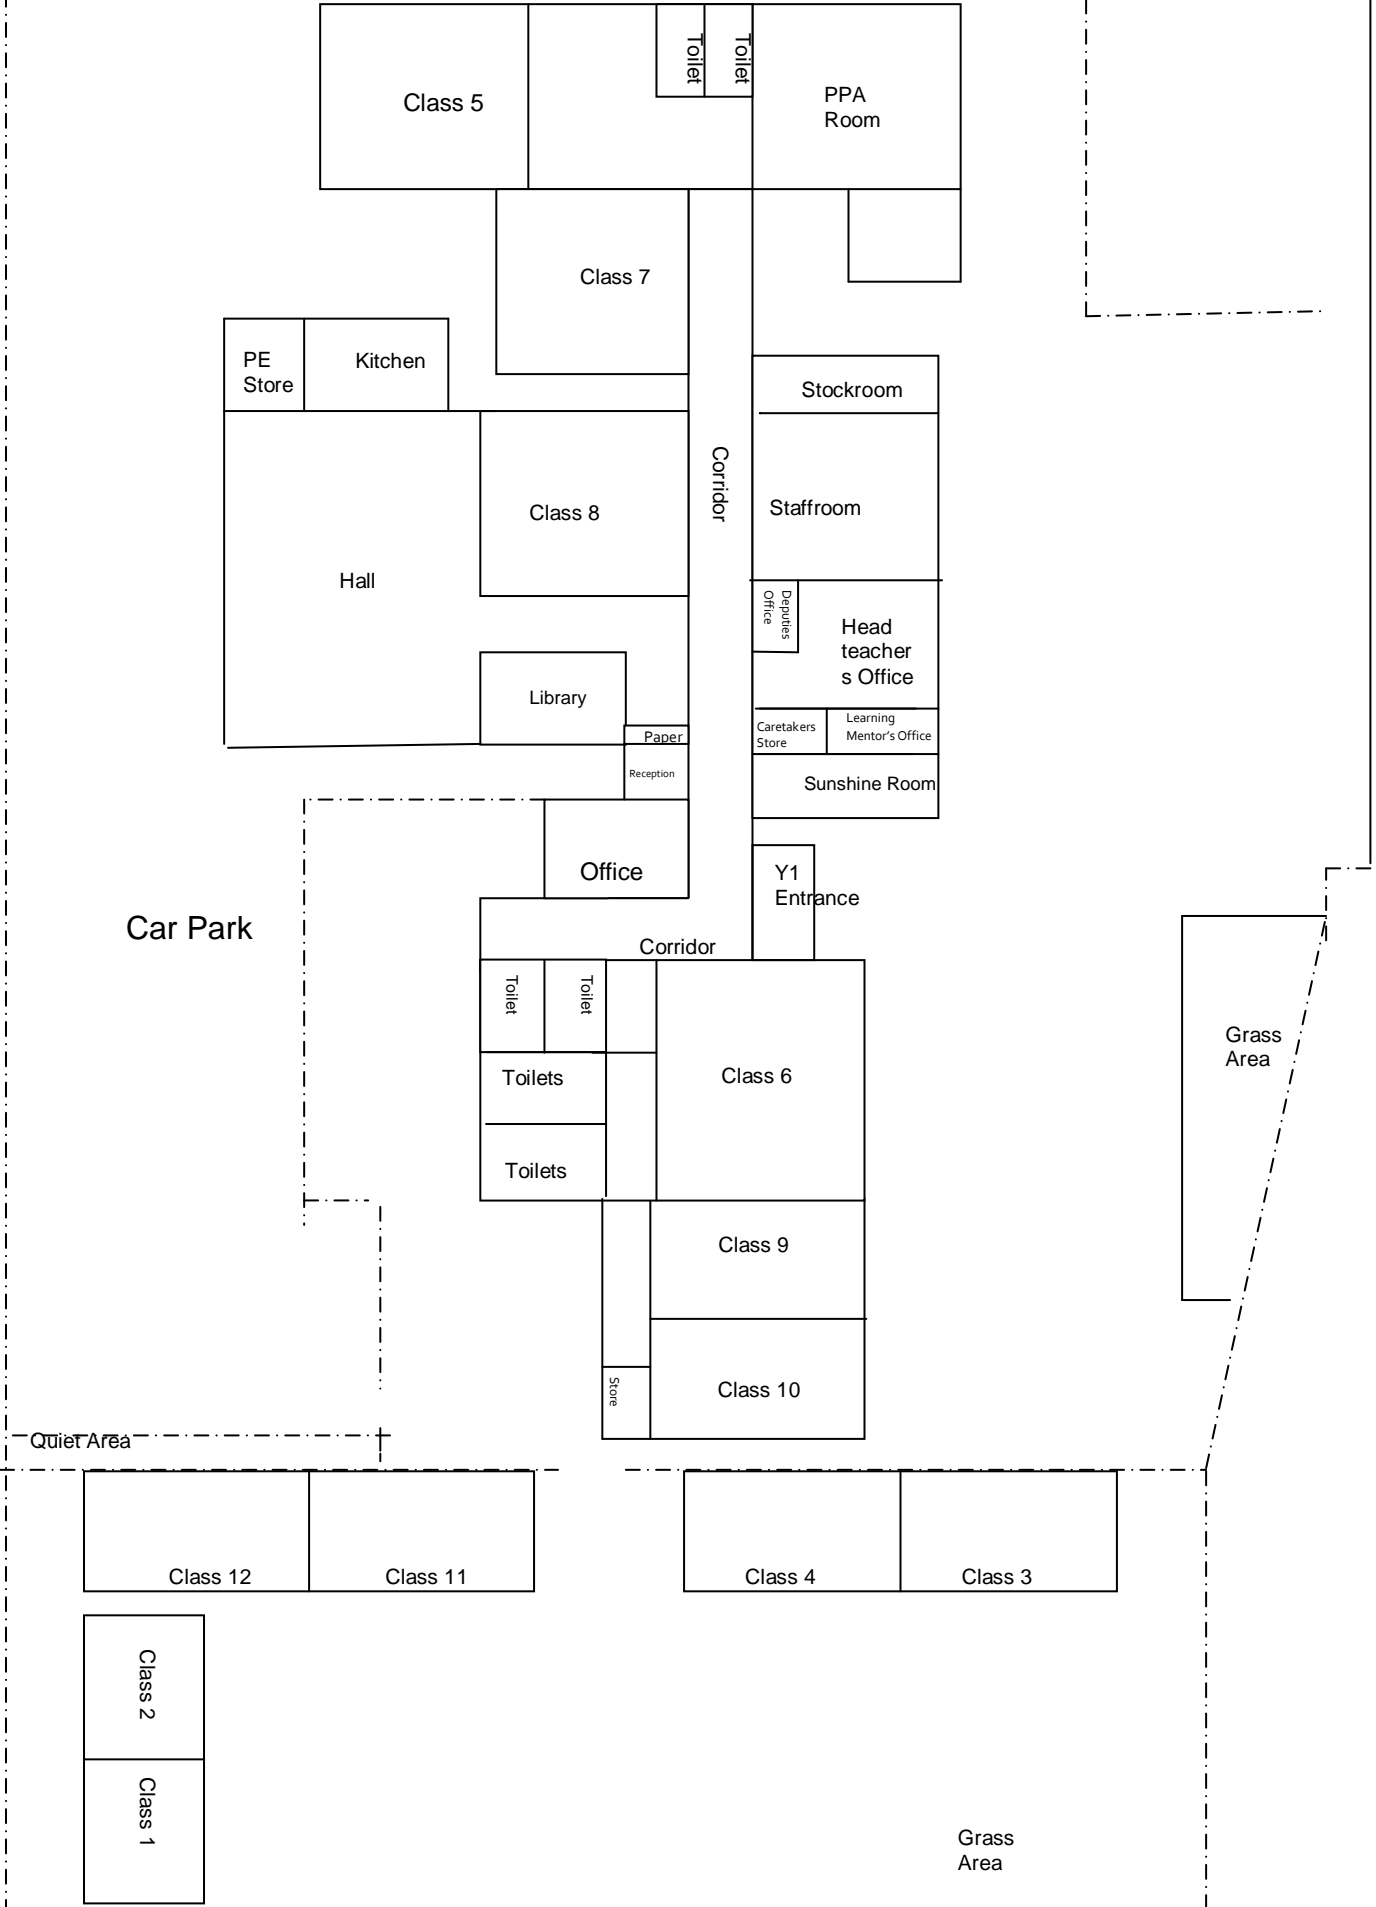 Toilet
Toilet
Class 5
PPA
Room
Class 7
PE
Store
Kitchen
Stockroom
Corridor
Class 8
Staffroom
Hall
Deputies
Office
Head
teacher
s Office
Library
Paper
Caretakers
Store
Learning
Mentor's Office
Reception
Sunshine Room
Office
Y1
Entrance
Car Park
Corridor
Toilet
Toilet
Class 6
Grass
Area
Toilets
Toilets
Class 9
Class 10
Store
Quiet Area
Class 12
Class 11
Class 4
Class 3
Class 2
Class 1
Grass
Area